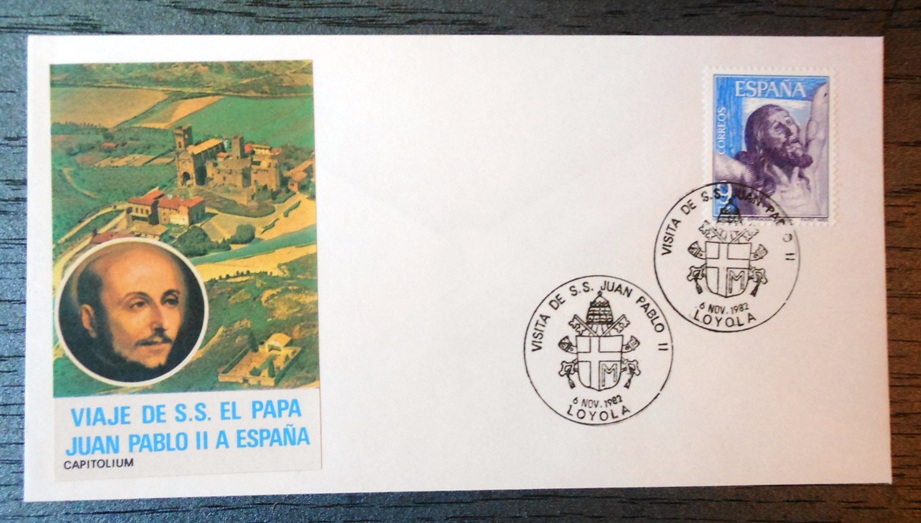 VIAJE DE S.S. EL PAPA
JUAN PABLO II A ESPAÑA
CAPITOLIUM
ESPAÑA
CORREOS
VISITA DE S.S. JUAN PABLO II
M
6 NOV. 1982
LOYOLA
VISITA DE S.S. JUAN PABLO II
M
6 NOV. 1982
LOYOLA